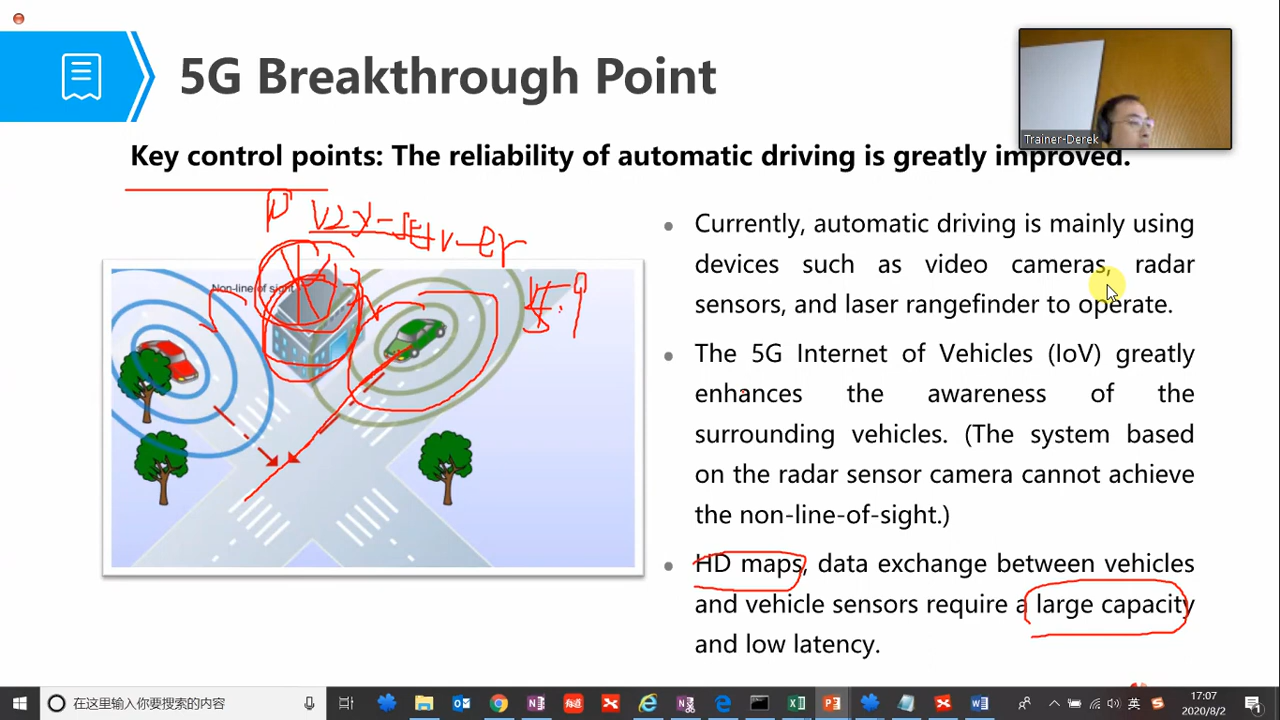 5G Breakthrough Point
Trainer-Derek
Key control points: The reliability of automatic driving is greatly improved.
V2X-server
Non-line of sight
Currently, automatic driving is mainly using
devices such as video cameras, radar
sensors, and laser rangefinder to operate.
The 5G Internet of Vehicles (IoV) greatly
enhances the awareness of the
surrounding vehicles. (The system based
on the radar sensor camera cannot achieve
the non-line-of-sight.)
HD maps, data exchange between vehicles
and vehicle sensors require a large capacity
and low latency.
在这里输入你要搜索的内容
英
17:07
2020/8/2